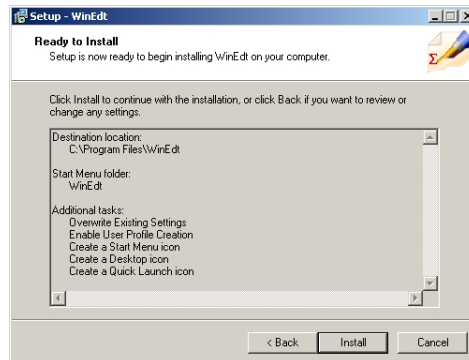 Setup - WinEdt
Ready to Install
Setup is now ready to begin installing WinEdt on your computer.
Σ
Click Install to continue with the installation, or click Back if you want to review or
change any settings.
Destination location:
C:\Program Files\WinEdt
Start Menu folder:
WinEdt
Additional tasks:
Overwrite Existing Settings
Enable User Profile Creation
Create a Start Menu icon
Create a Desktop icon
Create a Quick Launch icon
< Back Install Cancel